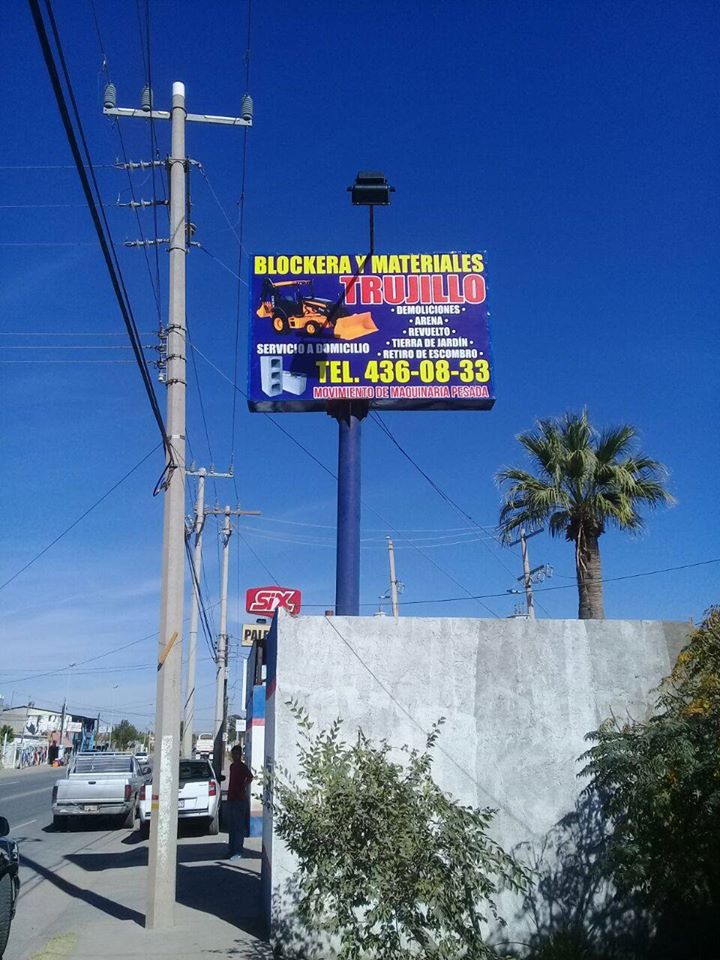 BLOCKERA Y MATERIALES
TRUJILLO
· DEMOLICIONES ·
· ARENA ·
· REVUELTO ·
· TIERRA DE JARDÍN ·
· RETIRO DE ESCOMBRO ·
SERVICIO A DOMICILIO
TEL. 436-08-33
MOVIMIENTO DE MAQUINARIA PESADA
SIX